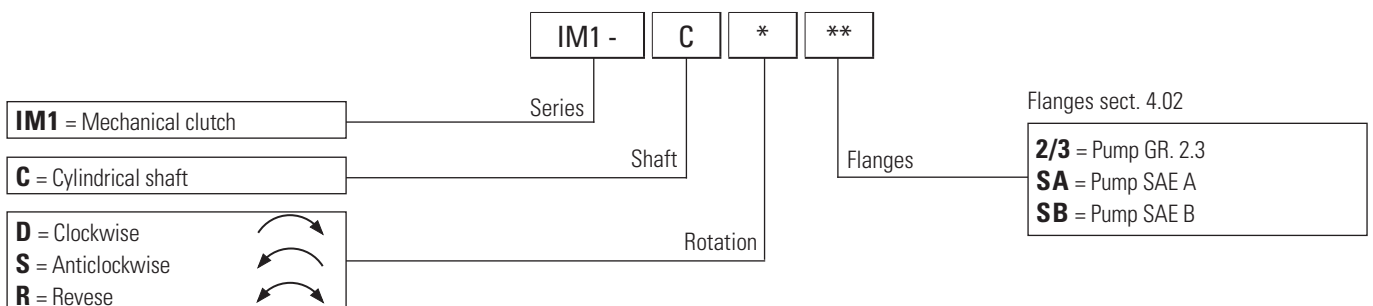 IM1 - C * **
Series
IM1 = Mechanical clutch
Shaft
C = Cylindrical shaft
Rotation
D = Clockwise
S = Anticlockwise
R = Revese
Flanges
Flanges sect. 4.02
2/3 = Pump GR. 2.3
SA = Pump SAE A
SB = Pump SAE B